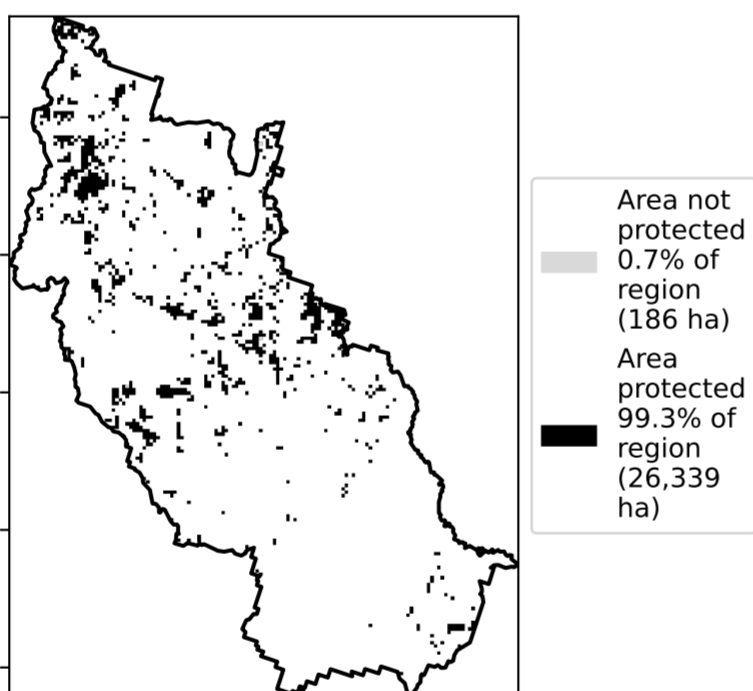 Area not
protected
0.7% of
region
(186 ha)
Area
protected
99.3% of
region
(26,339
ha)